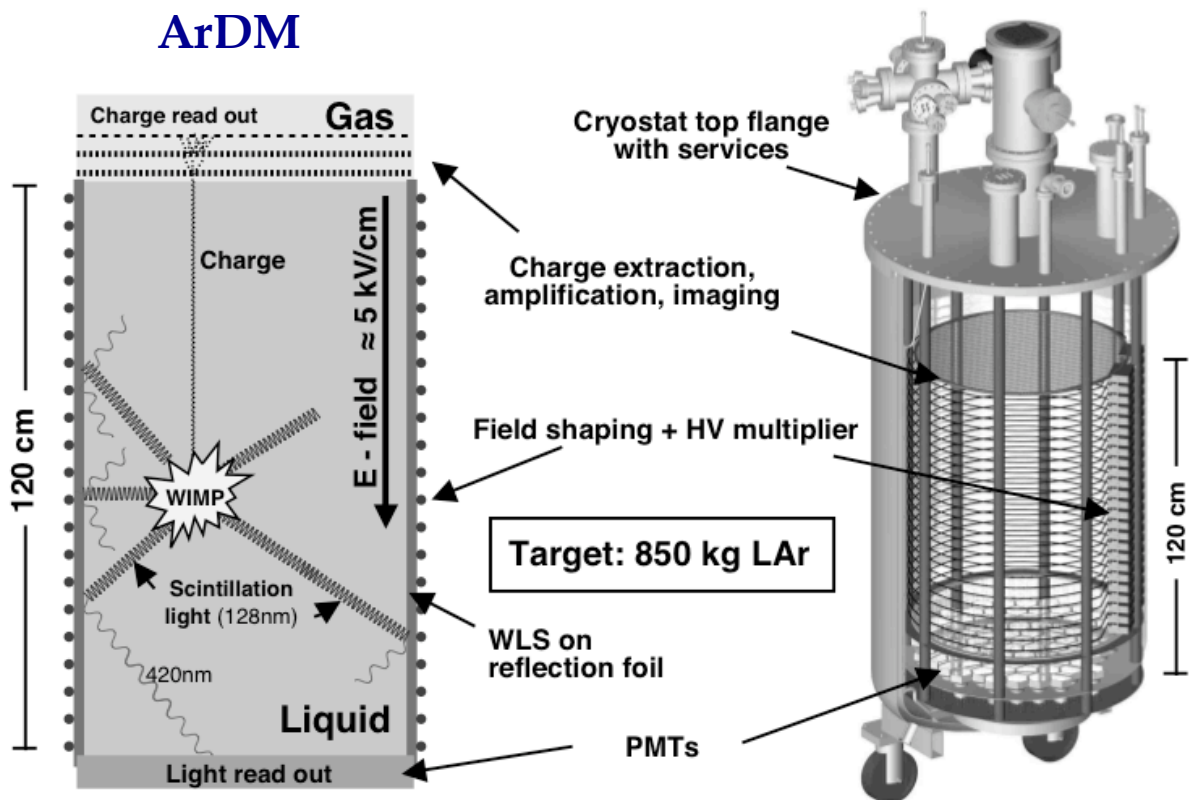 ArDM
Charge read out
Gas
Cryostat top flange
with services
Charge
E - field ≈ 5 kV/cm
Charge extraction,
amplification, imaging
120 cm
Field shaping + HV multiplier
WIMP
120 cm
Target: 850 kg LAr
Scintillation
light (128nm)
WLS on
reflection foil
420nm
Liquid
PMTs
Light read out